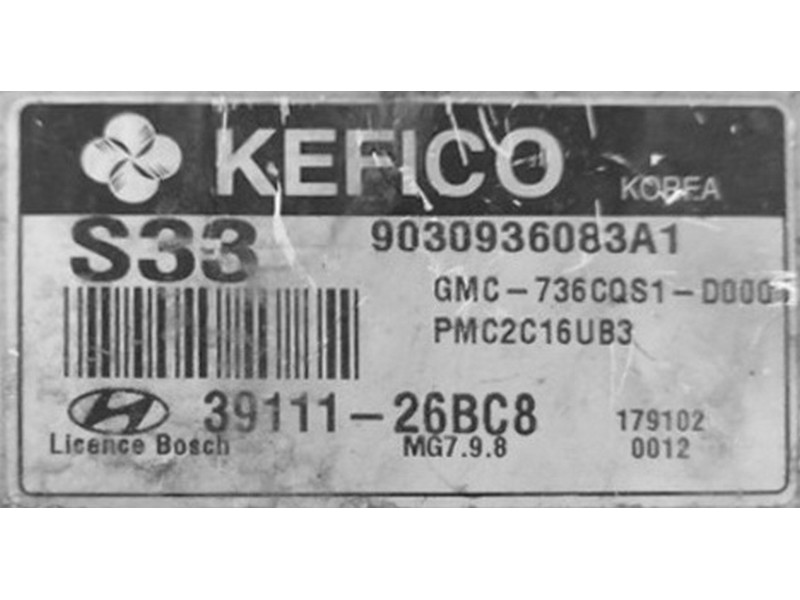 KEFICO
KOREA
S33
9030936083A1
GMC-736CQS1-D000
PMC2C16UB3
39111-26BC8
179102
Licence Bosch
MG7.9.8
0012